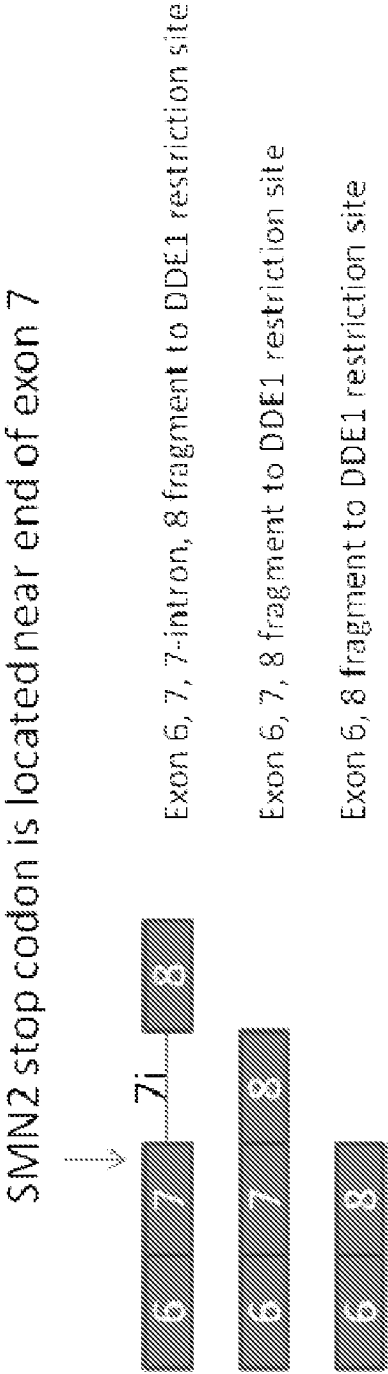 SMN2 stop codon is located near end of exon 7
6 7 7i 8 Exon 6, 7, 7-intron, 8 fragment to DDE1 restriction site
6 7 8 Exon 6, 7, 8 fragment to DDE1 restriction site
6 8 Exon 6, 8 fragment to DDE1 restriction site